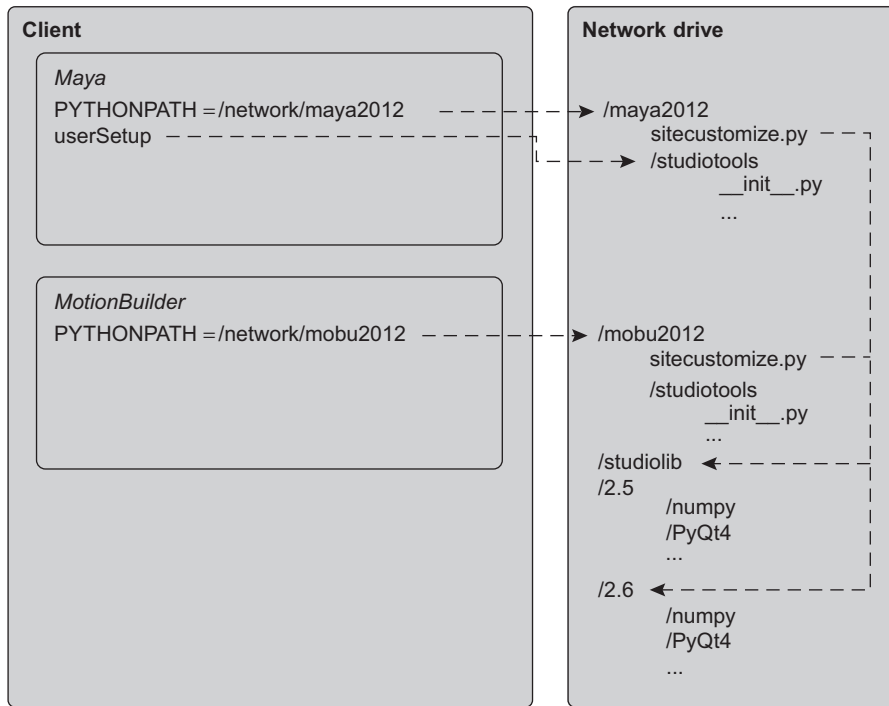 Client
Maya
PYTHONPATH =/network/maya2012
userSetup
MotionBuilder
PYTHONPATH =/network/mobu2012
Network drive
/maya2012
sitecustomize.py
/studiotools
__init__.py
...
/mobu2012
sitecustomize.py
/studiotools
__init__.py
...
/studiolib
/2.5
/numpy
/PyQt4
...
/2.6
/numpy
/PyQt4
...